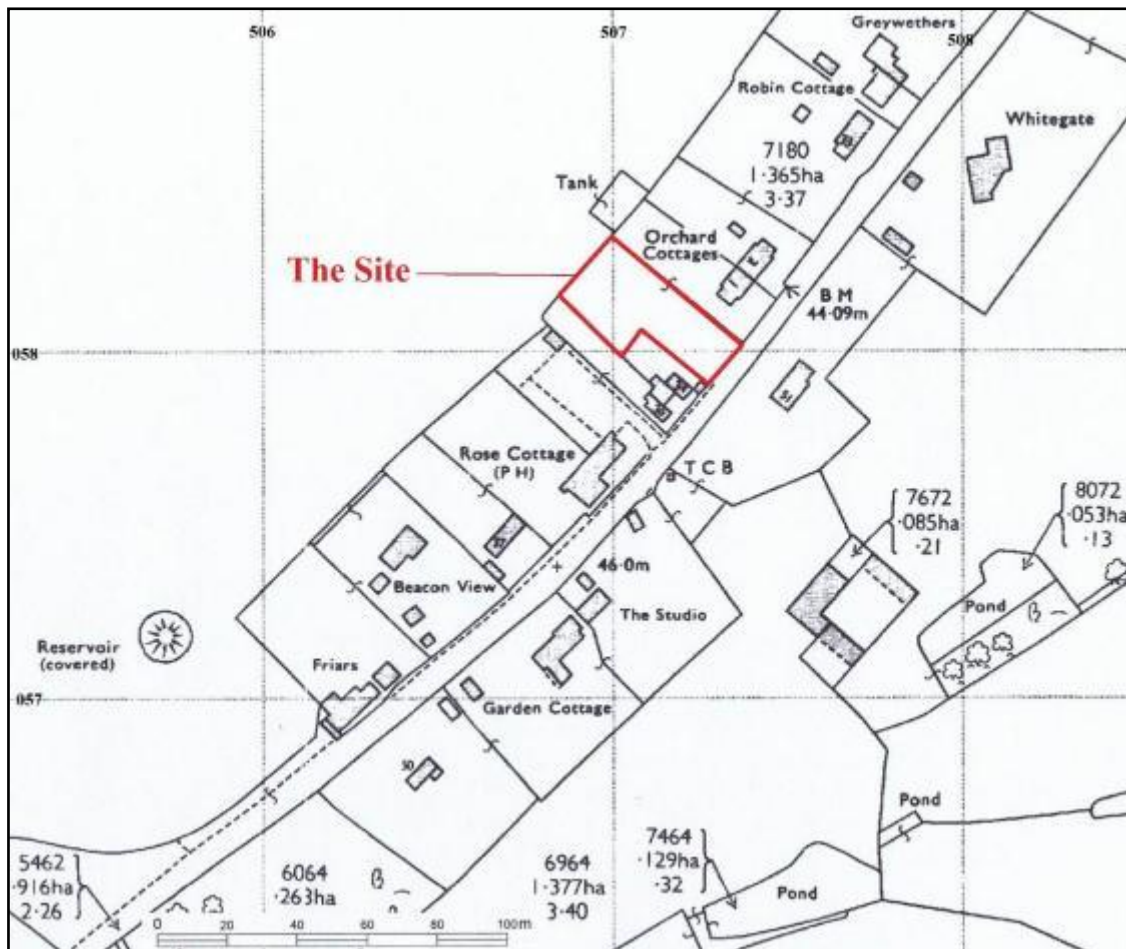 506
507
508
Greywethers
Robin Cottage
Whitegate
7180
1·365ha
3·37
Tank
Orchard
Cottages
The Site
B M
44·09m
058
51
Rose Cottage
(P H)
T C B
7672
·085ha
·21
8072
·053ha
·13
46·0m
Pond
Beacon View
The Studio
Reservoir
(covered)
Friars
057
Garden Cottage
50
Pond
5462
·916ha
2·26
6064
·263ha
6964
1·377ha
3·40
7464
·129ha
·32
Pond
0 20 40 60 80 100m